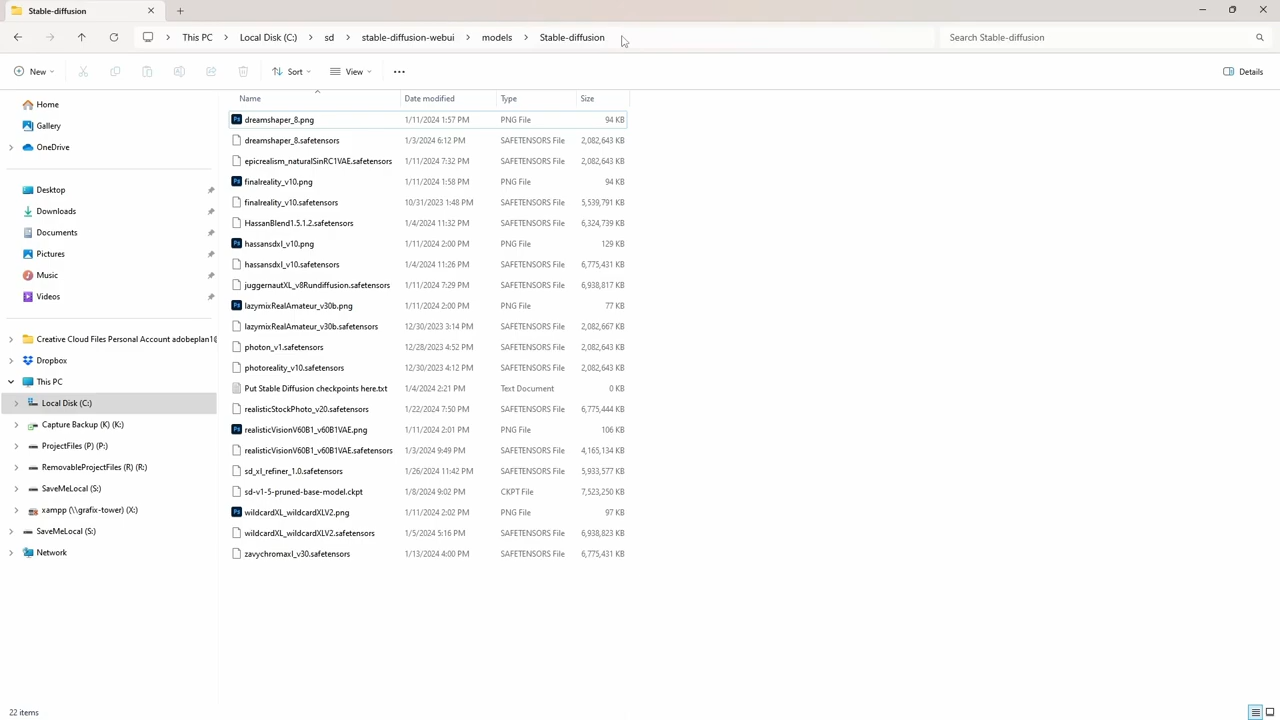 Stable-diffusion
This PC > Local Disk (C:) > sd > stable-diffusion-webui > models > Stable-diffusion
Search Stable-diffusion
New
Sort
View
Details
Home
Gallery
OneDrive
Desktop
Downloads
Documents
Pictures
Music
Videos
Creative Cloud Files Personal Account adobeplan1@
Dropbox
This PC
Local Disk (C:)
Capture Backup (K) (K:)
ProjectFiles (P) (P:)
RemovableProjectFiles (R) (R:)
SaveMeLocal (S:)
xampp (\\grafix-tower) (X:)
SaveMeLocal (S:)
Network
Name Date modified Type Size
dreamshaper_8.png 1/11/2024 1:57 PM PNG File 94 KB
dreamshaper_8.safetensors 1/3/2024 6:12 PM SAFETENSORS File 2,082,643 KB
epicrealism_naturalSinRC1VAE.safetensors 1/11/2024 7:32 PM SAFETENSORS File 2,082,643 KB
finalreality_v10.png 1/11/2024 1:58 PM PNG File 94 KB
finalreality_v10.safetensors 10/31/2023 1:48 PM SAFETENSORS File 5,539,791 KB
HassanBlend1.5.1.2.safetensors 1/4/2024 11:32 PM SAFETENSORS File 6,324,739 KB
hassansdxl_v10.png 1/11/2024 2:00 PM PNG File 129 KB
hassansdxl_v10.safetensors 1/4/2024 11:26 PM SAFETENSORS File 6,775,431 KB
juggernautXL_v8Rundiffusion.safetensors 1/11/2024 7:29 PM SAFETENSORS File 6,938,817 KB
lazymixRealAmateur_v30b.png 1/11/2024 2:00 PM PNG File 77 KB
lazymixRealAmateur_v30b.safetensors 12/30/2023 3:14 PM SAFETENSORS File 2,082,667 KB
photon_v1.safetensors 12/28/2023 4:52 PM SAFETENSORS File 2,082,643 KB
photoreality_v10.safetensors 12/30/2023 4:12 PM SAFETENSORS File 2,082,643 KB
Put Stable Diffusion checkpoints here.txt 1/4/2024 2:21 PM Text Document 0 KB
realisticStockPhoto_v20.safetensors 1/22/2024 7:50 PM SAFETENSORS File 6,775,444 KB
realisticVisionV60B1_v60B1VAE.png 1/11/2024 2:01 PM PNG File 106 KB
realisticVisionV60B1_v60B1VAE.safetensors 1/3/2024 9:49 PM SAFETENSORS File 4,165,134 KB
sd_xl_refiner_1.0.safetensors 1/26/2024 11:42 PM SAFETENSORS File 5,933,577 KB
sd-v1-5-pruned-base-model.ckpt 1/8/2024 9:02 PM CKPT File 7,523,250 KB
wildcardXL_wildcardXLV2.png 1/11/2024 2:02 PM PNG File 97 KB
wildcardXL_wildcardXLV2.safetensors 1/5/2024 5:16 PM SAFETENSORS File 6,938,823 KB
zavychromaxl_v30.safetensors 1/13/2024 4:00 PM SAFETENSORS File 6,775,431 KB
22 items